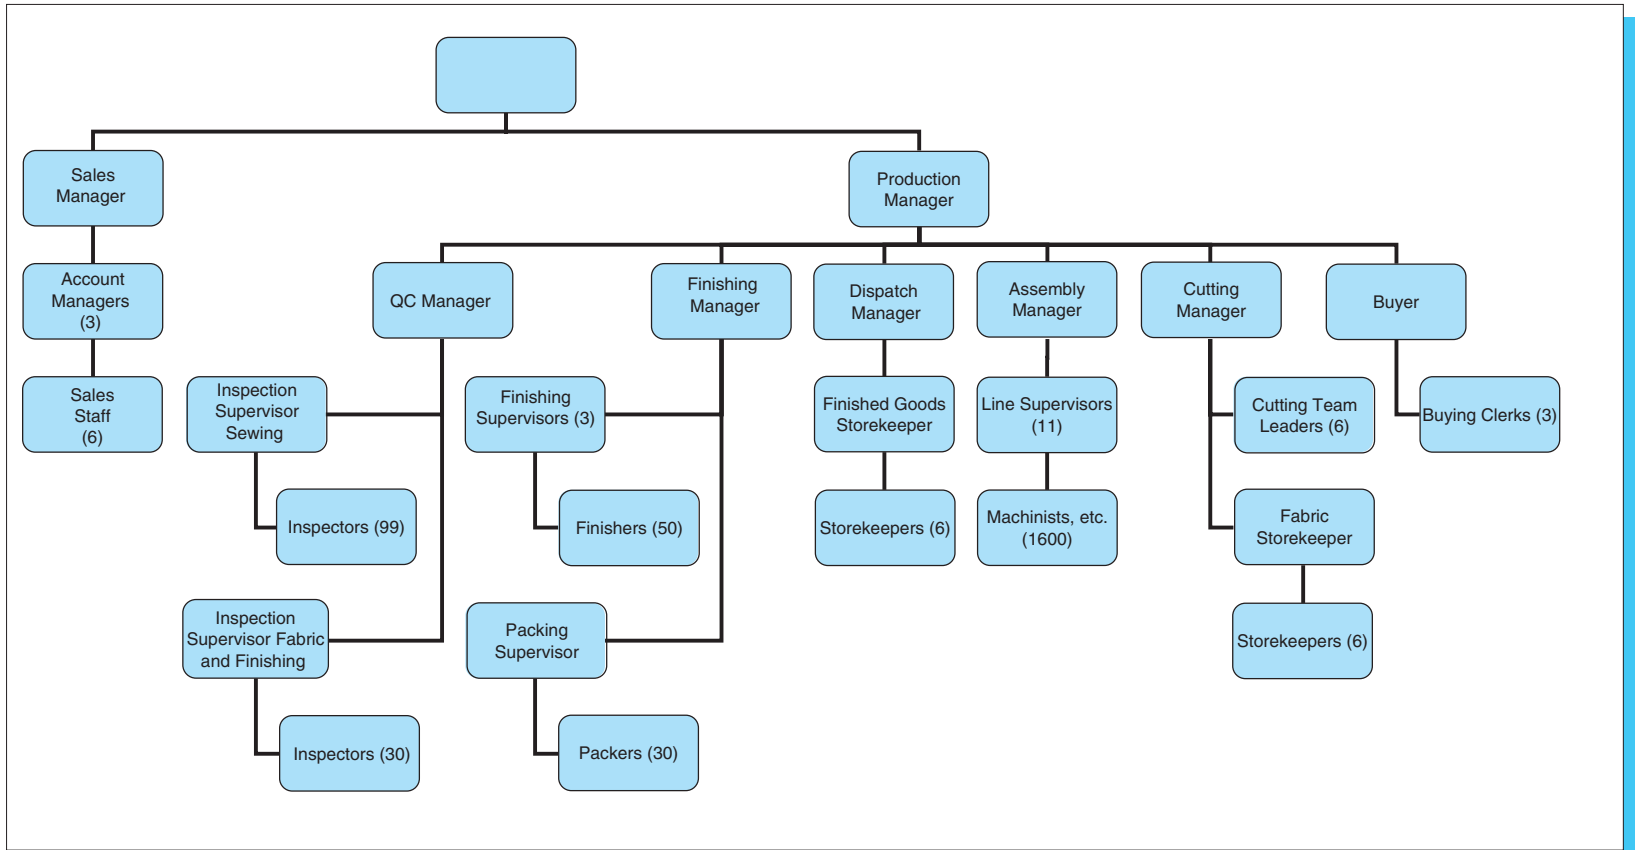 Sales
Manager
Production
Manager
Account
Managers
(3)
QC Manager
Finishing
Manager
Dispatch
Manager
Assembly
Manager
Cutting
Manager
Buyer
Sales
Staff
(6)
Inspection
Supervisor
Sewing
Finishing
Supervisors (3)
Finished Goods
Storekeeper
Line Supervisors
(11)
Cutting Team
Leaders (6)
Buying Clerks (3)
Inspectors (99)
Finishers (50)
Storekeepers (6)
Machinists, etc.
(1600)
Fabric
Storekeeper
Inspection
Supervisor Fabric
and Finishing
Packing
Supervisor
Storekeepers (6)
Inspectors (30)
Packers (30)